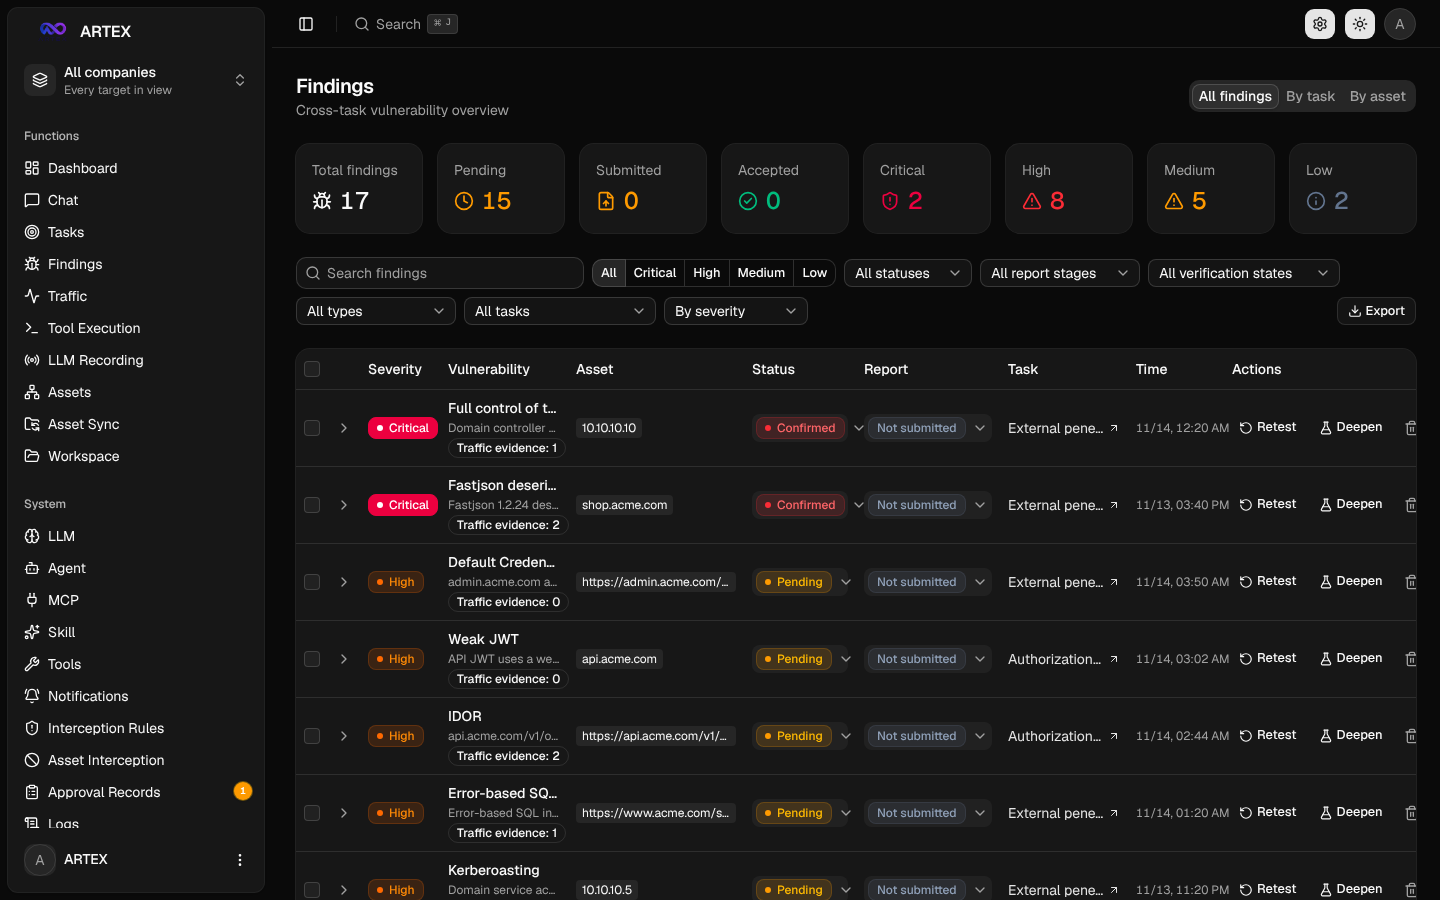 ARTEX
All companies
Every target in view
Functions
Dashboard
Chat
Tasks
Findings
Traffic
Tool Execution
LLM Recording
Assets
Asset Sync
Workspace
System
LLM
Agent
MCP
Skill
Tools
Notifications
Interception Rules
Asset Interception
Approval Records 1
Logs
A ARTEX
Search ⌘ J
A
Findings
Cross-task vulnerability overview
All findings By task By asset
Total findings Pending Submitted Accepted Critical High Medium Low
17 15 0 0 2 8 5 2
Search findings All Critical High Medium Low All statuses All report stages All verification states
All types All tasks By severity Export
Severity Vulnerability Asset Status Report Task Time Actions
Full control of t...
Critical Domain controller ... 10.10.10.10 Confirmed Not submitted External pene... 11/14, 12:20 AM Retest Deepen
Traffic evidence: 1
Fastjson deseri...
Critical Fastjson 1.2.24 des... shop.acme.com Confirmed Not submitted External pene... 11/13, 03:40 PM Retest Deepen
Traffic evidence: 2
Default Creden...
High admin.acme.com a... https://admin.acme.com/... Pending Not submitted External pene... 11/14, 03:50 AM Retest Deepen
Traffic evidence: 0
Weak JWT
High API JWT uses a we... api.acme.com Pending Not submitted Authorization... 11/14, 03:02 AM Retest Deepen
Traffic evidence: 0
IDOR
High api.acme.com/v1/o... https://api.acme.com/v1/... Pending Not submitted Authorization... 11/14, 02:44 AM Retest Deepen
Traffic evidence: 2
Error-based SQ...
High Error-based SQL in... https://www.acme.com/s... Pending Not submitted External pene... 11/14, 01:20 AM Retest Deepen
Traffic evidence: 1
Kerberoasting
High Domain service ac... 10.10.10.5 Pending Not submitted External pene... 11/13, 11:20 PM Retest Deepen